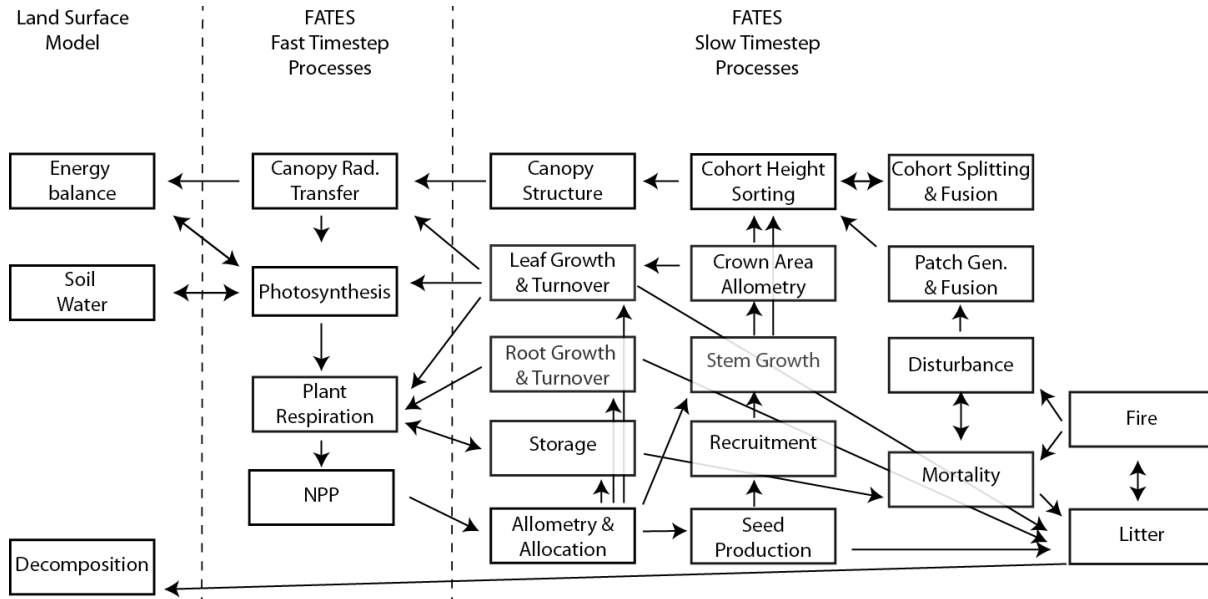 Land Surface
Model
FATES
Fast Timestep
Processes
FATES
Slow Timestep
Processes
Energy
balance
Canopy Rad.
Transfer
Canopy
Structure
Cohort Height
Sorting
Cohort Splitting
& Fusion
Soil
Water
Photosynthesis
Leaf Growth
& Turnover
Crown Area
Allometry
Patch Gen.
& Fusion
Root Growth
& Turnover
Stem Growth
Disturbance
Plant
Respiration
Fire
Storage
Recruitment
Mortality
NPP
Allometry &
Allocation
Seed
Production
Litter
Decomposition